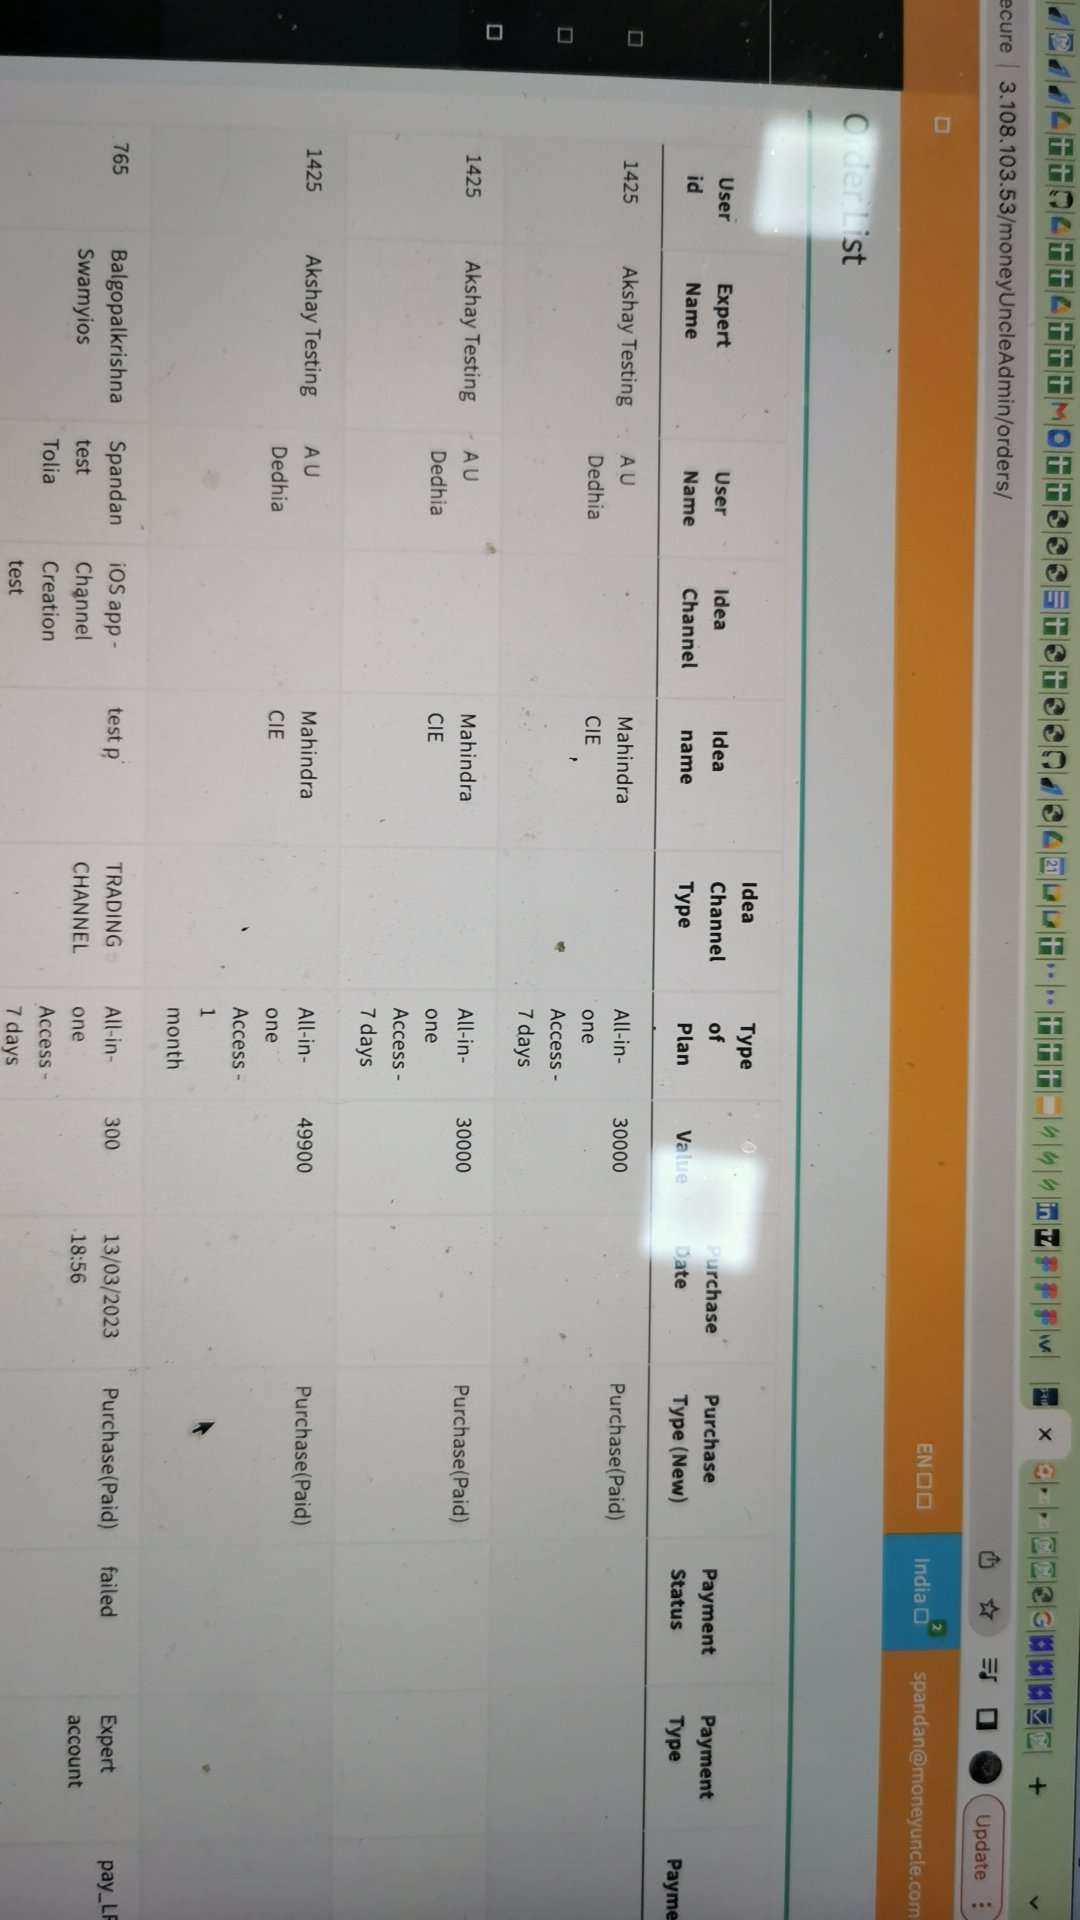 ecure | 3.108.103.53/moneyUncleAdmin/orders/
Update
EN
India
2
spandan@moneyuncle.com
Order List
User id
Expert Name
User Name
Idea Channel
Idea name
Idea Channel Type
Type of Plan
Value
Purchase Date
Purchase Type (New)
Payment Status
Payment Type
Payme
1425
Akshay Testing
A U Dedhia
Mahindra CIE
All-in-one Access - 7 days
30000
Purchase(Paid)
1425
Akshay Testing
A U Dedhia
Mahindra CIE
All-in-one Access - 7 days
30000
Purchase(Paid)
1425
Akshay Testing
A U Dedhia
Mahindra CIE
All-in-one Access - 1 month
49900
Purchase(Paid)
765
Balgopalkrishna Swamyios
Spandan test Tolia
iOS app - Channel Creation test
test p
TRADING CHANNEL
All-in-one Access - 7 days
300
13/03/2023 18:56
Purchase(Paid)
failed
Expert account
pay_LF